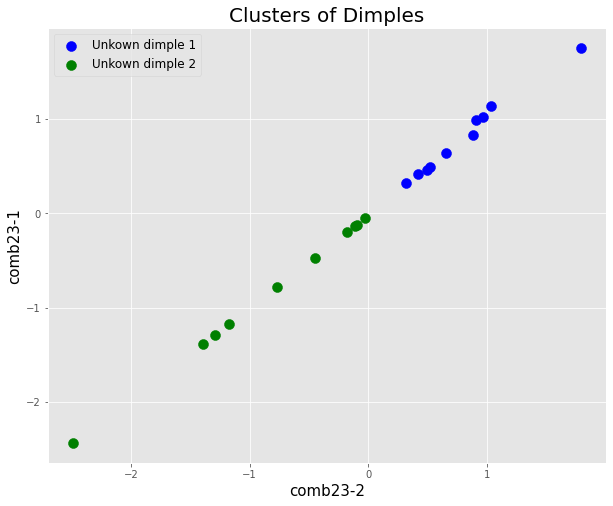 Clusters of Dimples
Unkown dimple 1
Unkown dimple 2
1
0
−1
−2
comb23-1
−2
−1
0
1
comb23-2